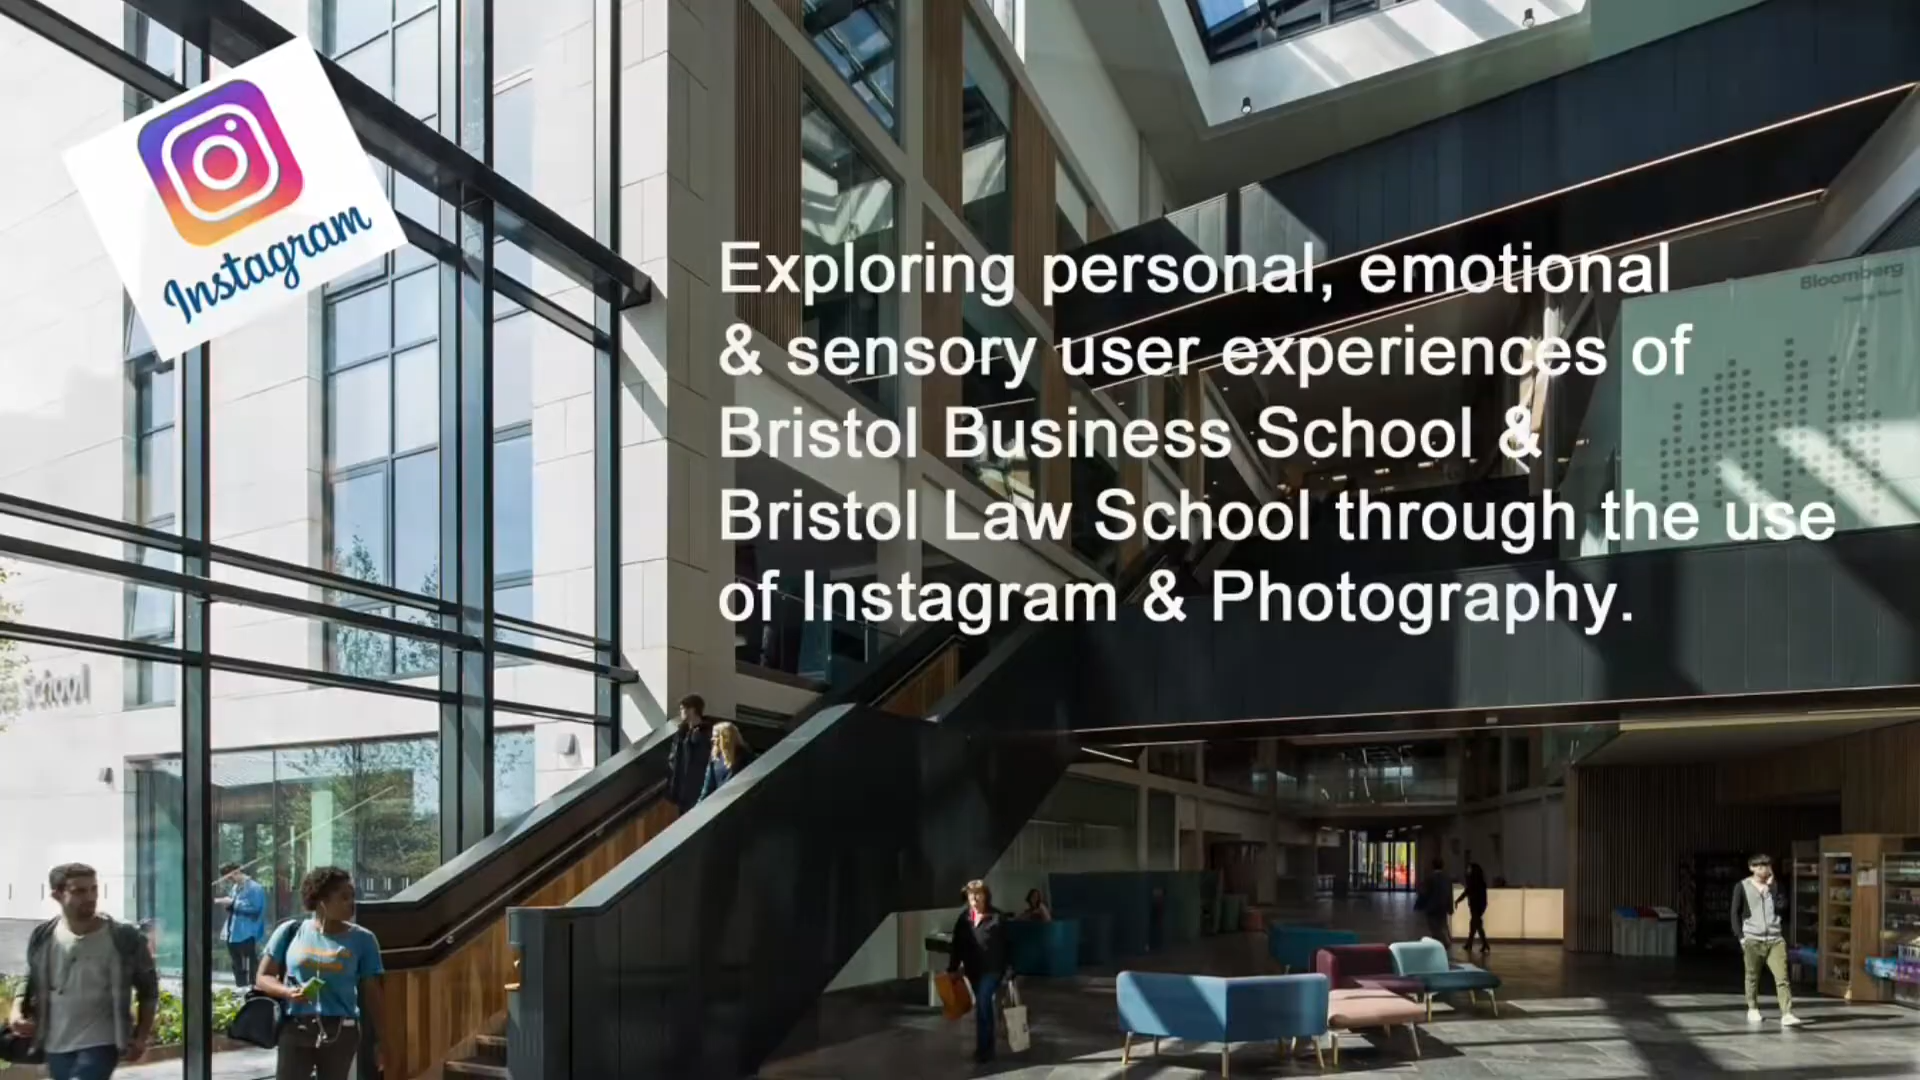 Instagram
Exploring personal, emotional
& sensory user experiences of
Bristol Business School &
Bristol Law School through the use
of Instagram & Photography.
Bloomberg
School